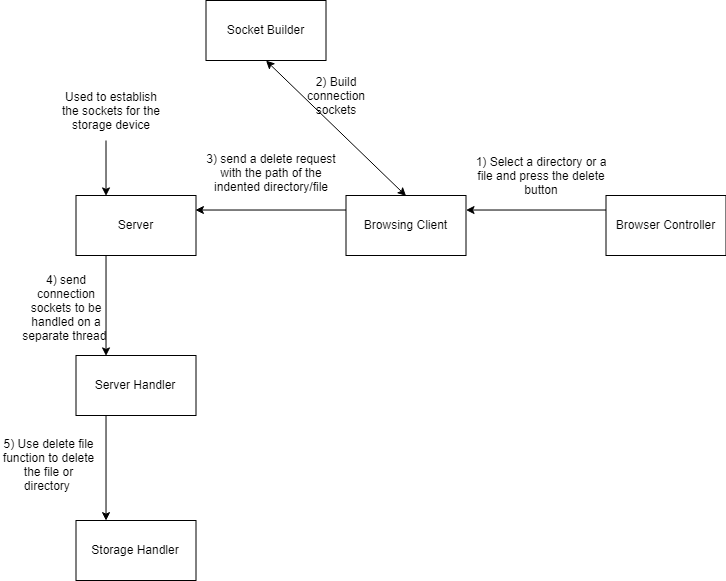 Socket Builder
2) Build
connection
sockets
Used to establish
the sockets for the
storage device
3) send a delete request
with the path of the
indented directory/file
1) Select a directory or a
file and press the delete
button
Server
Browsing Client
Browser Controller
4) send
connection
sockets to be
handled on a
separate thread
Server Handler
5) Use delete file
function to delete
the file or
directory
Storage Handler